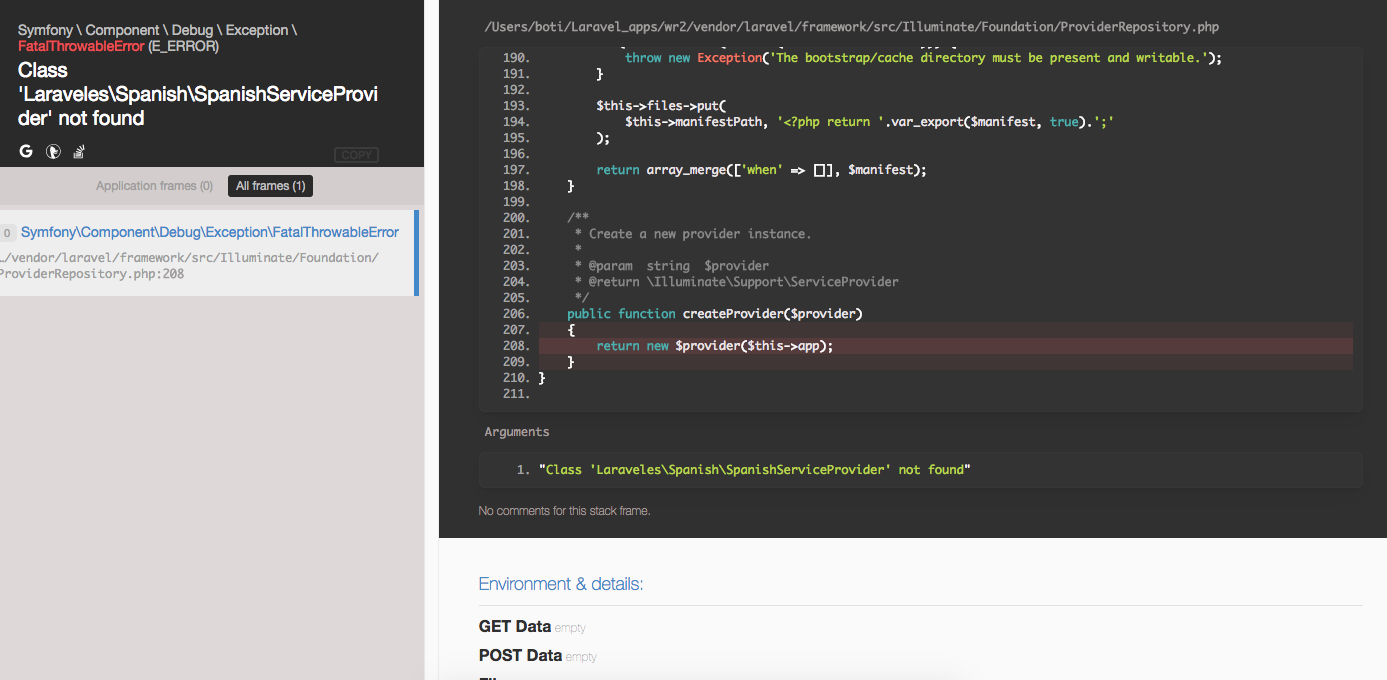 Symfony \ Component \ Debug \ Exception \
FatalThrowableError (E_ERROR)
Class
'Laraveles\Spanish\SpanishServiceProvi
der' not found
G
COPY
Application frames (0)
All frames (1)
0 Symfony\Component\Debug\Exception\FatalThrowableError
…/vendor/laravel/framework/src/Illuminate/Foundation/
ProviderRepository.php:208
/Users/boti/Laravel_apps/wr2/vendor/laravel/framework/src/Illuminate/Foundation/ProviderRepository.php
190.             throw new Exception('The bootstrap/cache directory must be present and writable.');
191.         }
192.
193.         $this->files->put(
194.             $this->manifestPath, '<?php return '.var_export($manifest, true).';'
195.         );
196.
197.         return array_merge(['when' => []], $manifest);
198.     }
199.
200.     /**
201.      * Create a new provider instance.
202.      *
203.      * @param  string  $provider
204.      * @return \Illuminate\Support\ServiceProvider
205.      */
206.     public function createProvider($provider)
207.     {
208.         return new $provider($this->app);
209.     }
210. }
211.
Arguments
1. "Class 'Laraveles\Spanish\SpanishServiceProvider' not found"
No comments for this stack frame.
Environment & details:
GET Data empty
POST Data empty